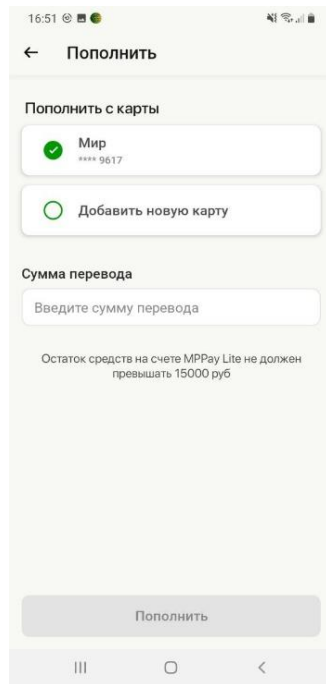 16:51
Пополнить
Пополнить с карты
Мир
**** 9617
Добавить новую карту
Сумма перевода
Введите сумму перевода
Остаток средств на счете MPPay Lite не должен
превышать 15000 руб
Пополнить